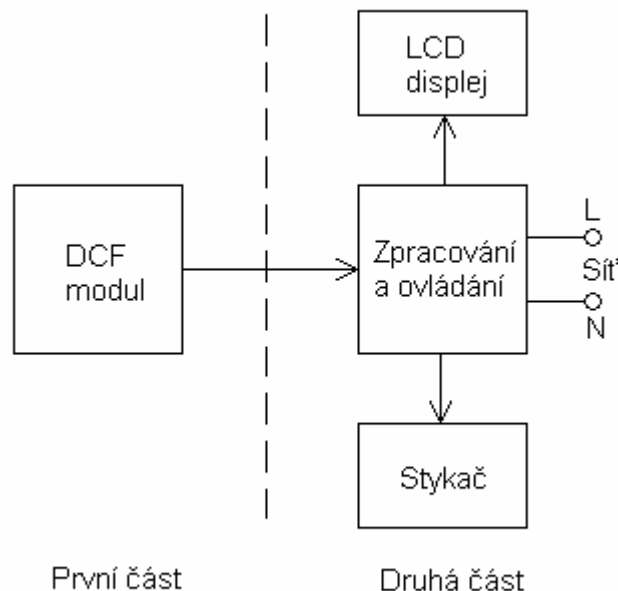 LCD
displej
DCF
modul
Zpracování
a ovládání
L
Síť
N
Stykač
První část
Druhá část